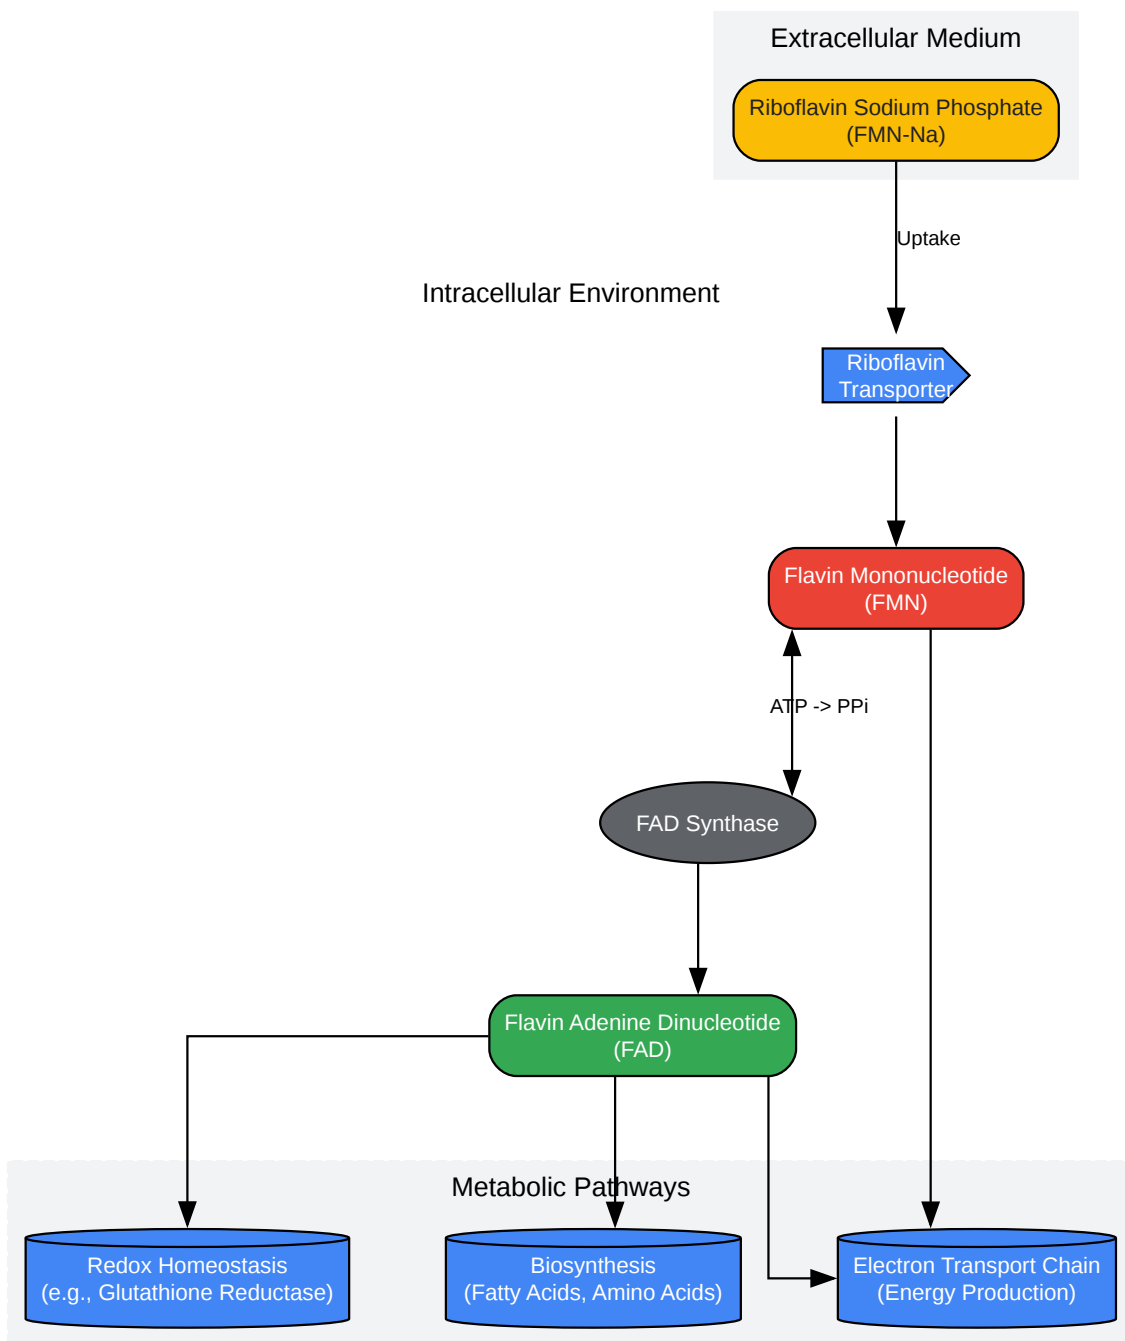 Extracellular Medium
Riboflavin Sodium Phosphate
(FMN-Na)
Uptake
Intracellular Environment
Riboflavin
Transporter
Flavin Mononucleotide
(FMN)
ATP -> PPi
FAD Synthase
Flavin Adenine Dinucleotide
(FAD)
Metabolic Pathways
Redox Homeostasis
(e.g., Glutathione Reductase)
Biosynthesis
(Fatty Acids, Amino Acids)
Electron Transport Chain
(Energy Production)